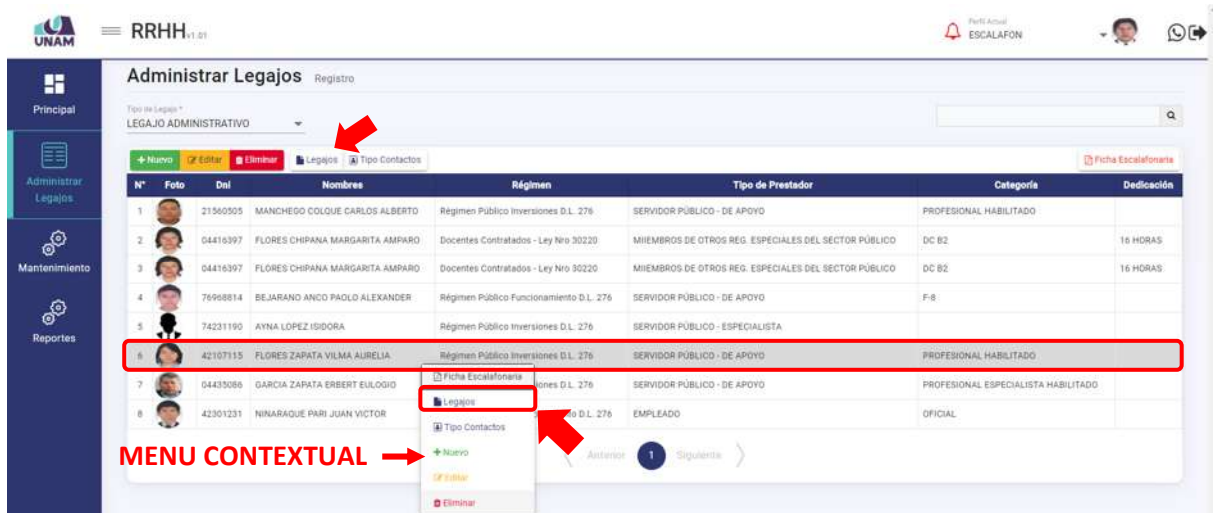 UNAM
RRHH v1.01
Perfil Actual
ESCALAFON
Principal
Administrar Legajos
Mantenimiento
Reportes
Administrar Legajos Registro
Tipo de Legajo *
LEGAJO ADMINISTRATIVO
Nuevo Editar Eliminar Legajos Tipo Contactos Ficha Escalafonaria
N° Foto Dni Nombres Régimen Tipo de Prestador Categoría Dedicación
1 21560505 MANCHEGO COLQUE CARLOS ALBERTO Régimen Público Inversiones D.L. 276 SERVIDOR PÚBLICO - DE APOYO PROFESIONAL HABILITADO
2 04416397 FLORES CHIPANA MARGARITA AMPARO Docentes Contratados - Ley Nro 30220 MIIEMBROS DE OTROS REG. ESPECIALES DEL SECTOR PÚBLICO DC B2 16 HORAS
3 04416397 FLORES CHIPANA MARGARITA AMPARO Docentes Contratados - Ley Nro 30220 MIIEMBROS DE OTROS REG. ESPECIALES DEL SECTOR PÚBLICO DC B2 16 HORAS
4 76968814 BEJARANO ANCO PAOLO ALEXANDER Régimen Público Funcionamiento D.L. 276 SERVIDOR PÚBLICO - DE APOYO F-8
5 74231190 AYNA LOPEZ ISIDORA Régimen Público Inversiones D.L. 276 SERVIDOR PÚBLICO - ESPECIALISTA
6 42107115 FLORES ZAPATA VILMA AURELIA Régimen Público Inversiones D.L. 276 SERVIDOR PÚBLICO - DE APOYO PROFESIONAL HABILITADO
7 04435086 GARCIA ZAPATA ERBERT EULOGIO iones D.L. 276 SERVIDOR PÚBLICO - DE APOYO PROFESIONAL ESPECIALISTA HABILITADO
8 42301231 NINARAQUE PARI JUAN VICTOR D.L. 276 EMPLEADO OFICIAL
Ficha Escalafonaria
Legajos
Tipo Contactos
Nuevo
Editar
Eliminar
MENU CONTEXTUAL
Anterior 1 Siguiente